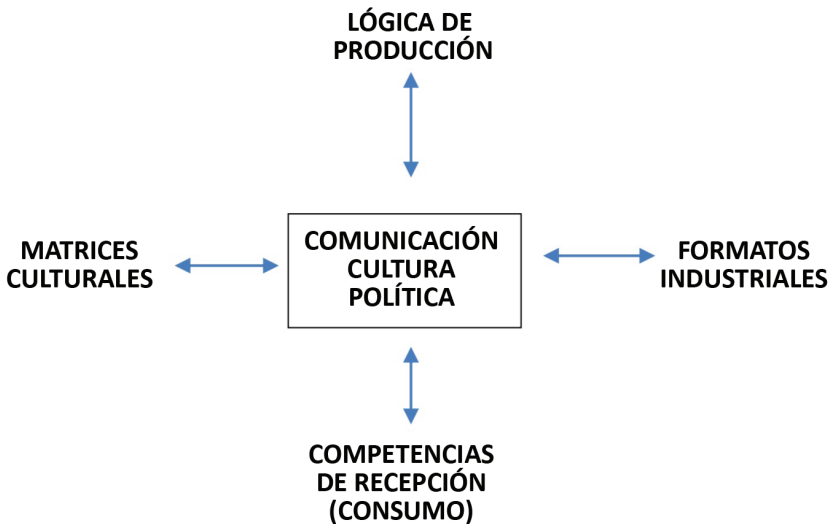 LÓGICA DE
PRODUCCIÓN
MATRICES
CULTURALES
COMUNICACIÓN
CULTURA
POLÍTICA
FORMATOS
INDUSTRIALES
COMPETENCIAS
DE RECEPCIÓN
(CONSUMO)